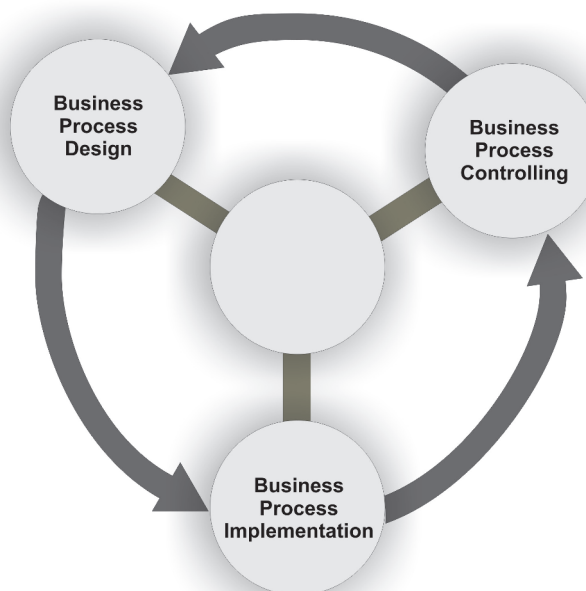 Business
Process
Design
Business
Process
Controlling
Business
Process
Implementation